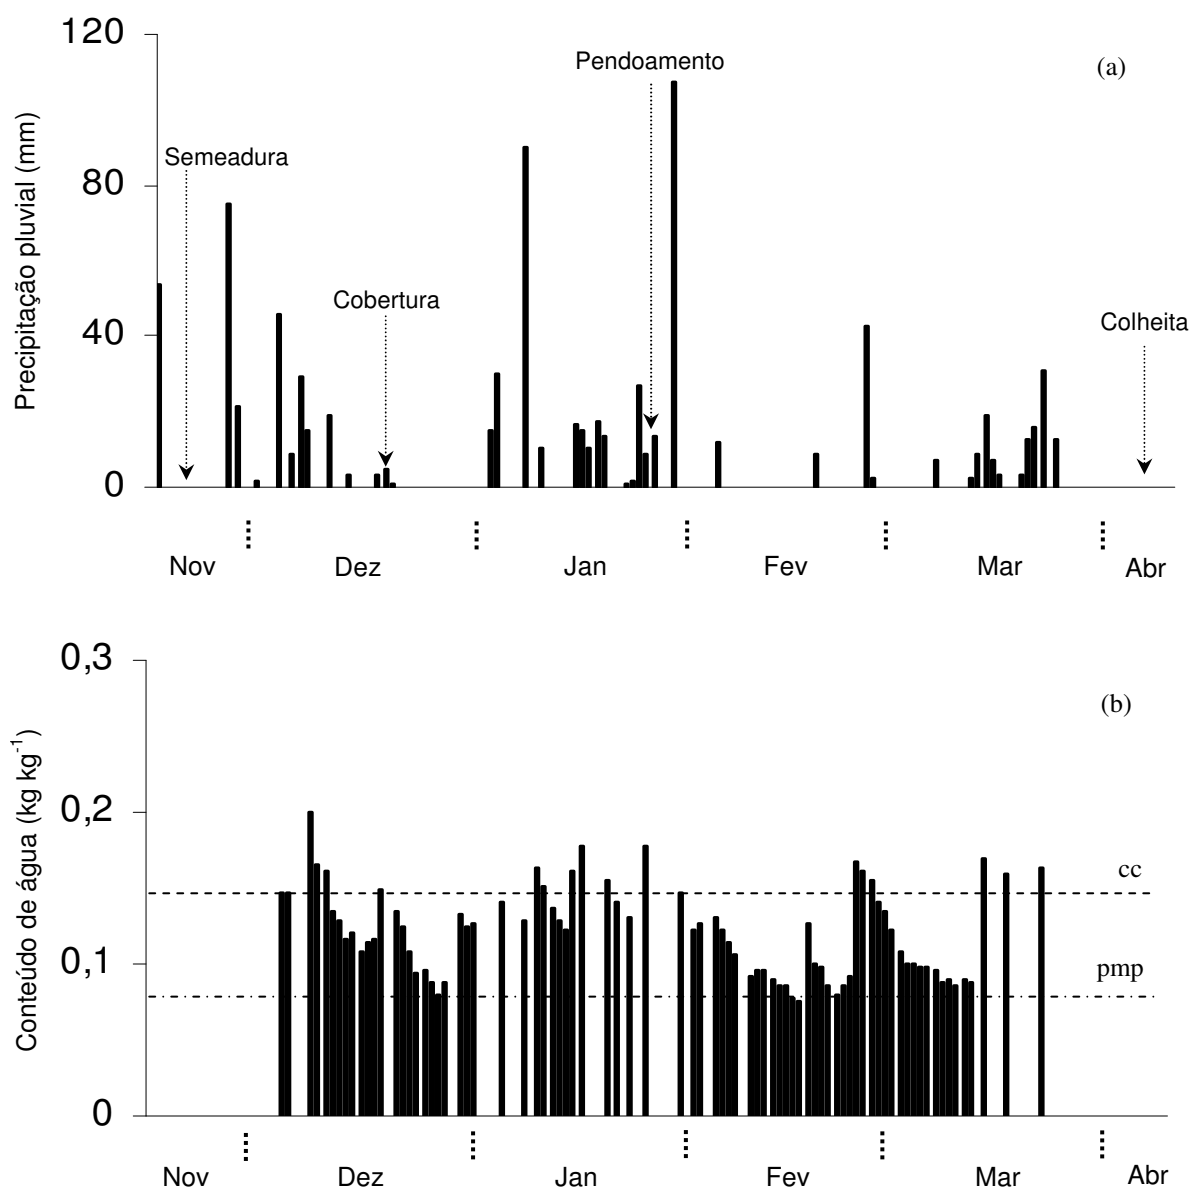 120
Pendoamento
(a)
Semeadura
80
Precipitação pluvial (mm)
Cobertura
40
Colheita
0
Nov Dez Jan Fev Mar Abr
0,3
(b)
Conteúdo de água (kg kg⁻¹)
0,2
cc
0,1
pmp
0
Nov Dez Jan Fev Mar Abr